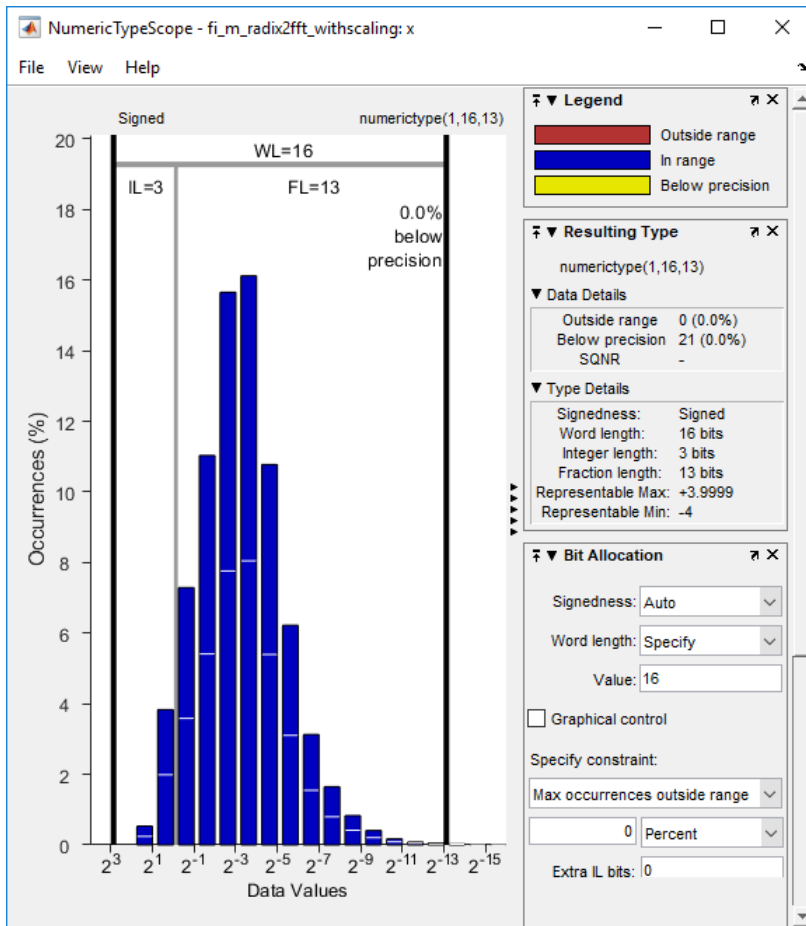 NumericTypeScope - fi_m_radix2fft_withscaling: x
File View Help
Signed numerictype(1,16,13)
WL=16
IL=3 FL=13
0.0%
below
precision
Occurrences (%)
20
18
16
14
12
10
8
6
4
2
0
2^3 2^1 2^-1 2^-3 2^-5 2^-7 2^-9 2^-11 2^-13 2^-15
Data Values
Legend
Outside range
In range
Below precision
Resulting Type
numerictype(1,16,13)
Data Details
Outside range 0 (0.0%)
Below precision 21 (0.0%)
SQNR -
Type Details
Signedness: Signed
Word length: 16 bits
Integer length: 3 bits
Fraction length: 13 bits
Representable Max: +3.9999
Representable Min: -4
Bit Allocation
Signedness: Auto
Word length: Specify
Value: 16
Graphical control
Specify constraint:
Max occurrences outside range
0 Percent
Extra IL bits: 0